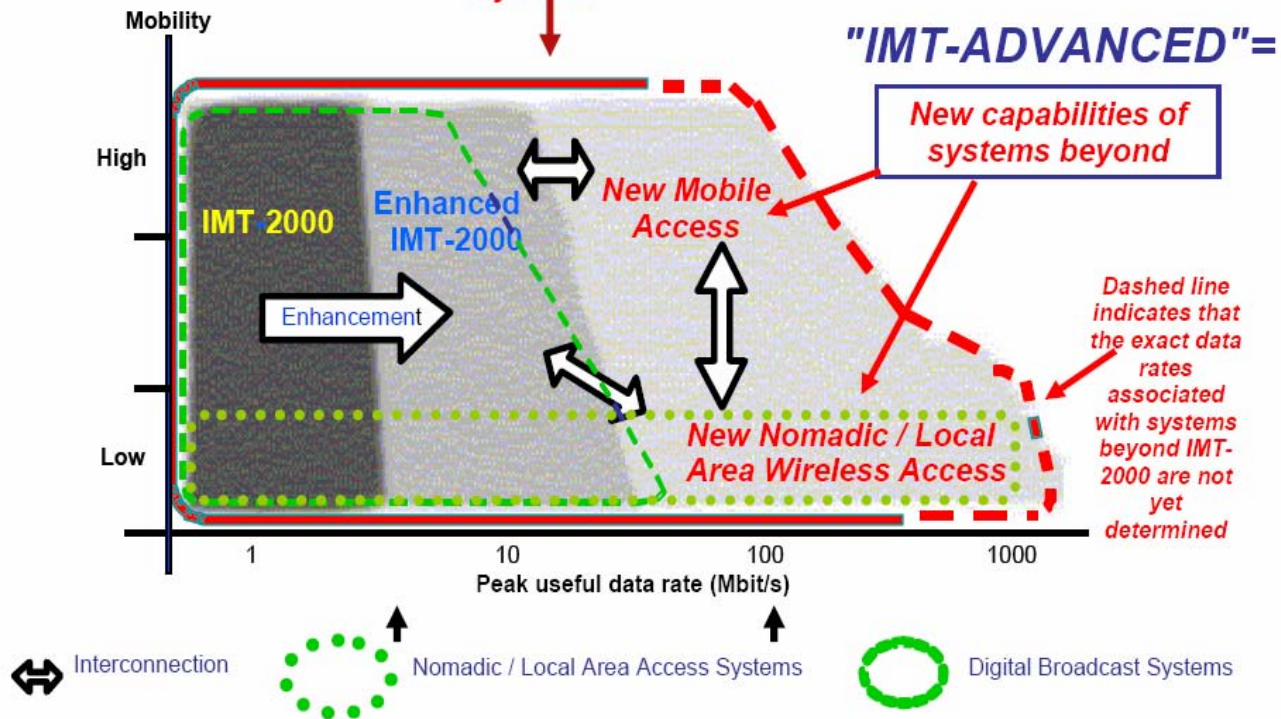 Mobility
"IMT-ADVANCED"=
New capabilities of
systems beyond
High
IMT-2000
Enhanced
IMT-2000
New Mobile
Access
Enhancement
Dashed line
indicates that
the exact data
rates
associated
with systems
beyond IMT-
2000 are not
yet
determined
Low
New Nomadic / Local
Area Wireless Access
1 10 100 1000
Peak useful data rate (Mbit/s)
Interconnection
Nomadic / Local Area Access Systems
Digital Broadcast Systems